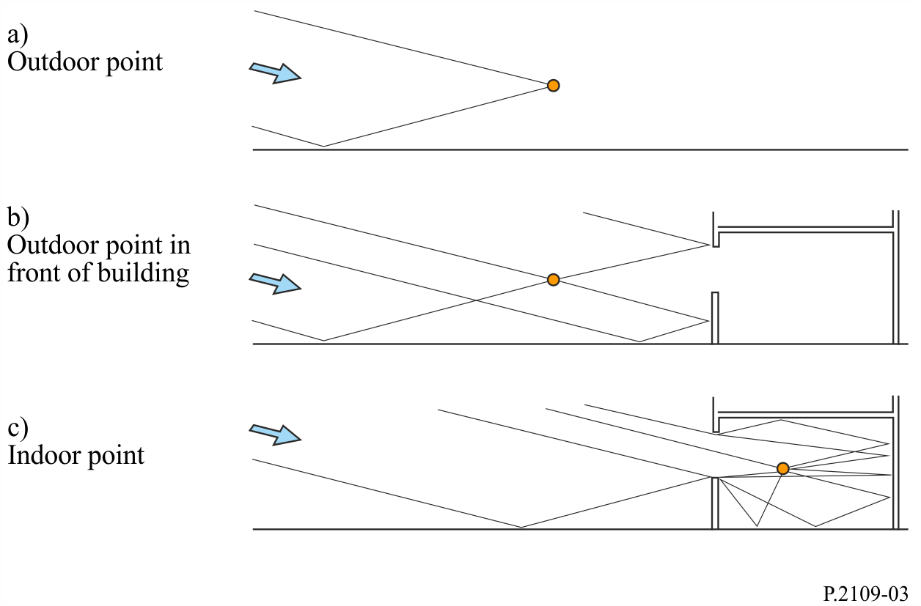 a)
Outdoor point
b)
Outdoor point in
front of building
c)
Indoor point
P.2109-03